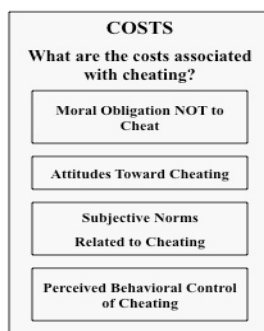 COSTS
What are the costs associated
with cheating?
Moral Obligation NOT to
Cheat
Attitudes Toward Cheating
Subjective Norms
Related to Cheating
Perceived Behavioral Control
of Cheating